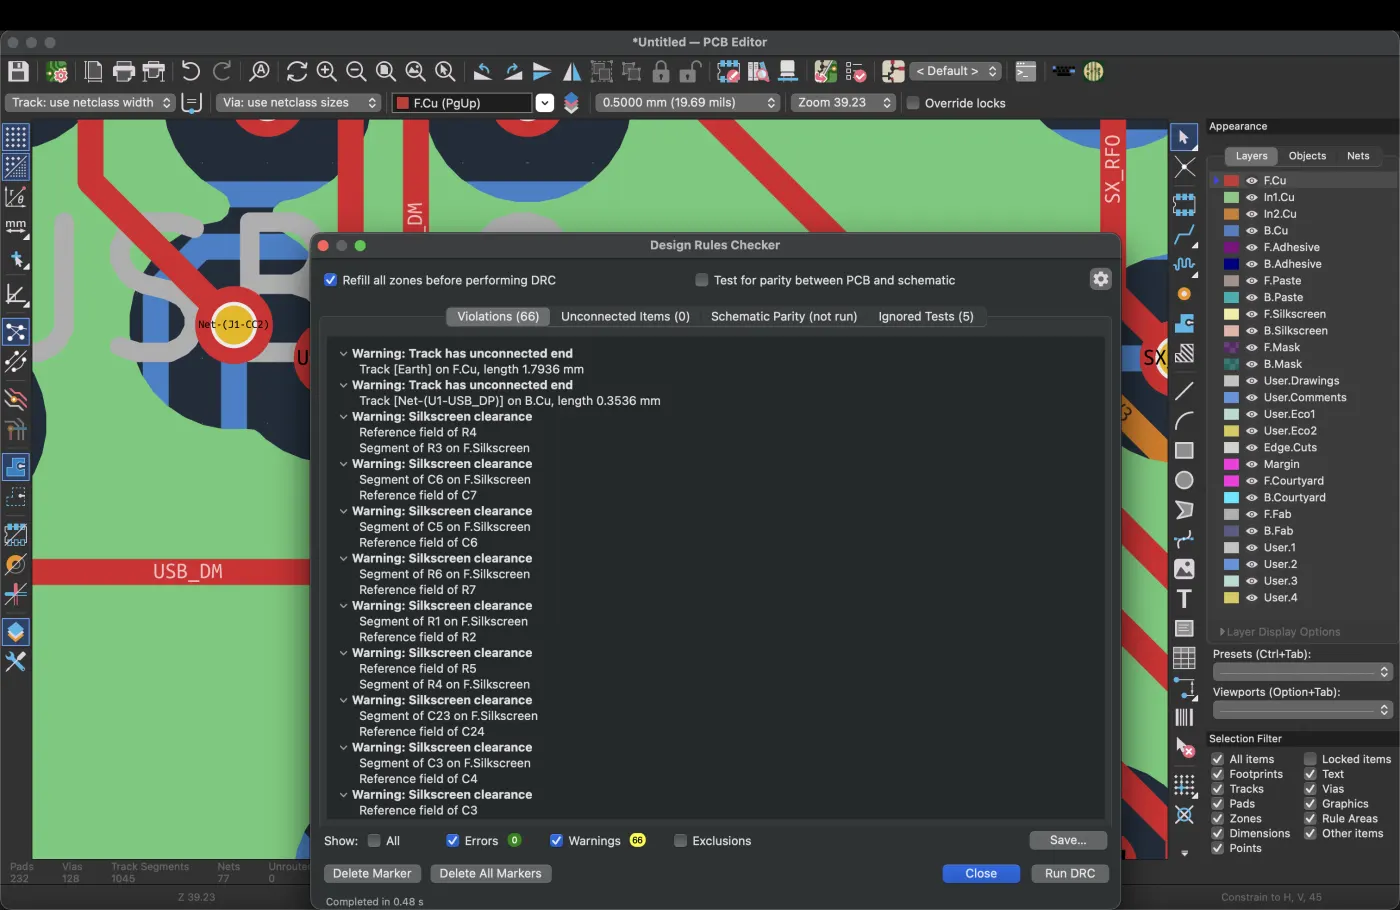 *Untitled — PCB Editor
< Default >
Track: use netclass width
Via: use netclass sizes
F.Cu (PgUp)
0.5000 mm (19.69 mils)
Zoom 39.23
Override locks
mm
USB
_DM
SX_RFO
Net-(J1-CC2)
U
SX
USB_DM
Design Rules Checker
Refill all zones before performing DRC
Test for parity between PCB and schematic
Violations (66)
Unconnected Items (0)
Schematic Parity (not run)
Ignored Tests (5)
Warning: Track has unconnected end
Track [Earth] on F.Cu, length 1.7936 mm
Warning: Track has unconnected end
Track [Net-(U1-USB_DP)] on B.Cu, length 0.3536 mm
Warning: Silkscreen clearance
Reference field of R4
Segment of R3 on F.Silkscreen
Warning: Silkscreen clearance
Segment of C6 on F.Silkscreen
Reference field of C7
Warning: Silkscreen clearance
Segment of C5 on F.Silkscreen
Reference field of C6
Warning: Silkscreen clearance
Segment of R6 on F.Silkscreen
Reference field of R7
Warning: Silkscreen clearance
Segment of R1 on F.Silkscreen
Reference field of R2
Warning: Silkscreen clearance
Reference field of R5
Segment of R4 on F.Silkscreen
Warning: Silkscreen clearance
Segment of C23 on F.Silkscreen
Reference field of C24
Warning: Silkscreen clearance
Segment of C3 on F.Silkscreen
Reference field of C4
Warning: Silkscreen clearance
Reference field of C3
Show:
All
Errors 0
Warnings 66
Exclusions
Save...
Delete Marker
Delete All Markers
Close
Run DRC
Completed in 0.48 s
Appearance
Layers
Objects
Nets
F.Cu
In1.Cu
In2.Cu
B.Cu
F.Adhesive
B.Adhesive
F.Paste
B.Paste
F.Silkscreen
B.Silkscreen
F.Mask
B.Mask
User.Drawings
User.Comments
User.Eco1
User.Eco2
Edge.Cuts
Margin
F.Courtyard
B.Courtyard
F.Fab
B.Fab
User.1
User.2
User.3
User.4
Layer Display Options
Presets (Ctrl+Tab):
Viewports (Option+Tab):
Selection Filter
All items
Locked items
Footprints
Text
Tracks
Vias
Pads
Graphics
Zones
Rule Areas
Dimensions
Other items
Points
Pads
232
Vias
128
Track Segments
1045
Nets
77
Unroute
0
Z 39.23
Constrain to H, V, 45